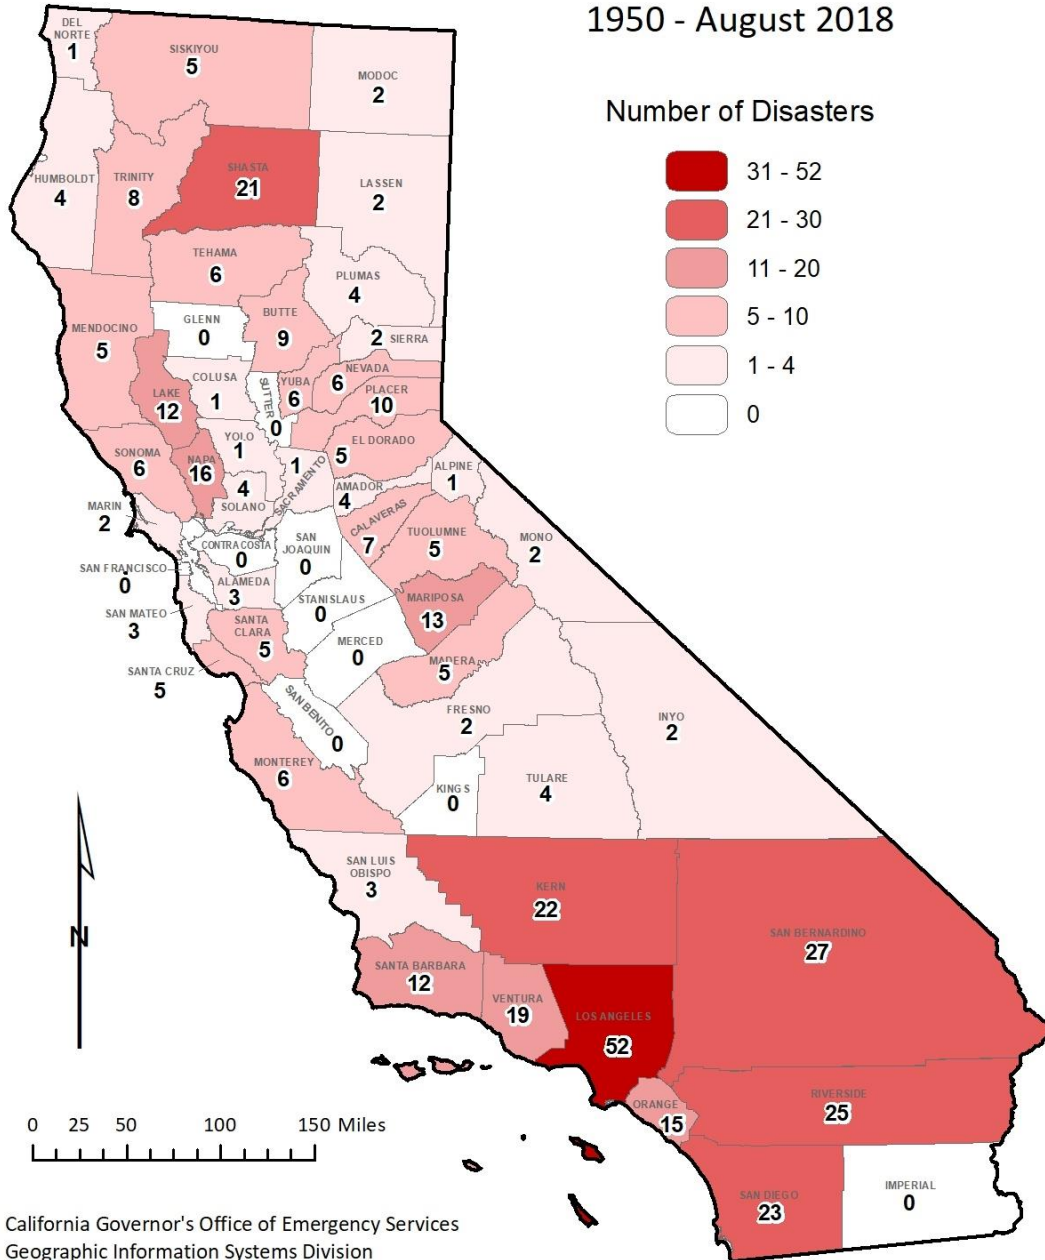 1950 - August 2018
Number of Disasters
31 - 52
21 - 30
11 - 20
5 - 10
1 - 4
0
DEL
NORTE
1
SISKIYOU
5
MODOC
2
HUMBOLDT
4
TRINITY
8
SHASTA
21
LASSEN
2
TEHAMA
6
PLUMAS
4
MENDOCINO
5
GLENN
0
BUTTE
9
2 SIERRA
LAKE
12
COLUSA
1
SUTTER
0
YUBA
6
NEVADA
6
PLACER
10
SONOMA
6
NAPA
16
YOLO
1
EL DORADO
5
SACRAMENTO
1
ALPINE
1
AMADOR
4
4
SOLANO
MARIN
2
CALAVERAS
7
TUOLUMNE
5
MONO
2
CONTRA COSTA
0
SAN
JOAQUIN
0
SAN FRANCISCO
0
ALAMEDA
3
STANISLAUS
0
MARIPOSA
13
SAN MATEO
3
SANTA
CLARA
5
MERCED
0
MADERA
5
SANTA CRUZ
5
SAN BENITO
0
FRESNO
2
INYO
2
MONTEREY
6
KINGS
0
TULARE
4
SAN LUIS
OBISPO
3
KERN
22
SAN BERNARDINO
27
SANTA BARBARA
12
VENTURA
19
LOS ANGELES
52
ORANGE
15
RIVERSIDE
25
SAN DIEGO
23
IMPERIAL
0
N
0 25 50 100 150 Miles
California Governor's Office of Emergency Services
Geographic Information Systems Division